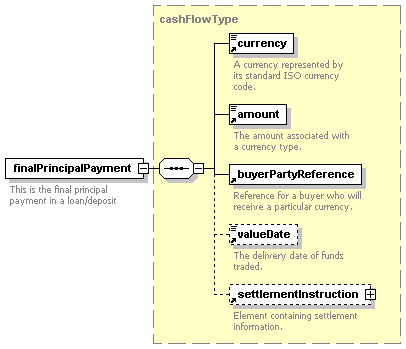 cashFlowType
currency
A currency represented by
its standard ISO currency
code.
amount
The amount associated with
a currency type.
finalPrincipalPayment
This is the final principal
payment in a loan/deposit
buyerPartyReference
Reference for a buyer who will
receive a particular currency.
valueDate
The delivery date of funds
traded.
settlementInstruction
Element containing settlement
information.